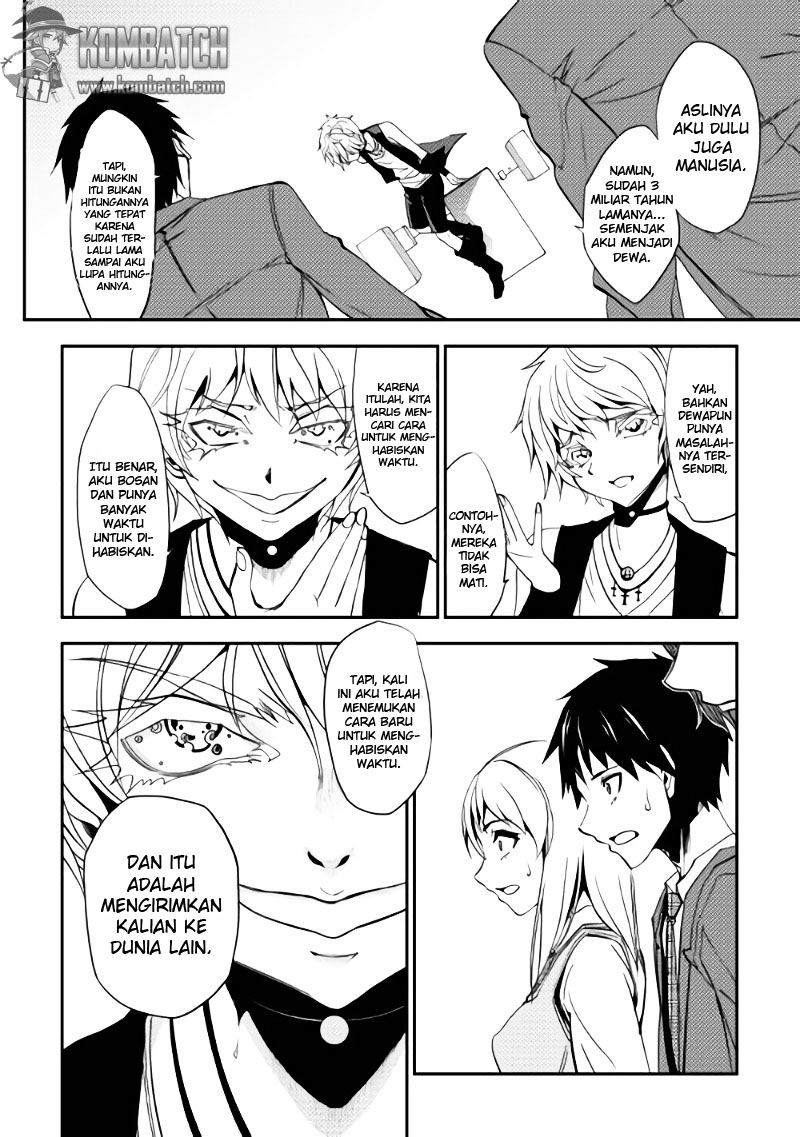 KOMBATCH
www.kombatch.com
ASLINYA
AKU DULU
JUGA
MANUSIA.
NAMUN,
SUDAH 3
MILIAR TAHUN
LAMANYA...
SEMENJAK
AKU MENJADI
DEWA.
TAPI,
MUNGKIN
ITU BUKAN
HITUNGANNYA
YANG TEPAT
KARENA
SUDAH TER-
LALU LAMA
SAMPAI AKU
LUPA HITUNG-
ANNYA.
YAH,
BAHKAN
DEWAPUN
PUNYA
MASALAH-
NYA TER-
SENDIRI,
CONTOH-
NYA,
MEREKA
TIDAK
BISA
MATI.
KARENA
ITULAH, KITA
HARUS MEN-
CARI CARA
UNTUK MENG-
HABISKAN
WAKTU.
ITU BENAR,
AKU BOSAN
DAN PUNYA
BANYAK
WAKTU
UNTUK DI-
HABISKAN.
TAPI, KALI
INI AKU TELAH
MENEMUKAN
CARA BARU
UNTUK MENG-
HABISKAN
WAKTU.
DAN ITU
ADALAH
MENGIRIMKAN
KALIAN KE
DUNIA LAIN.